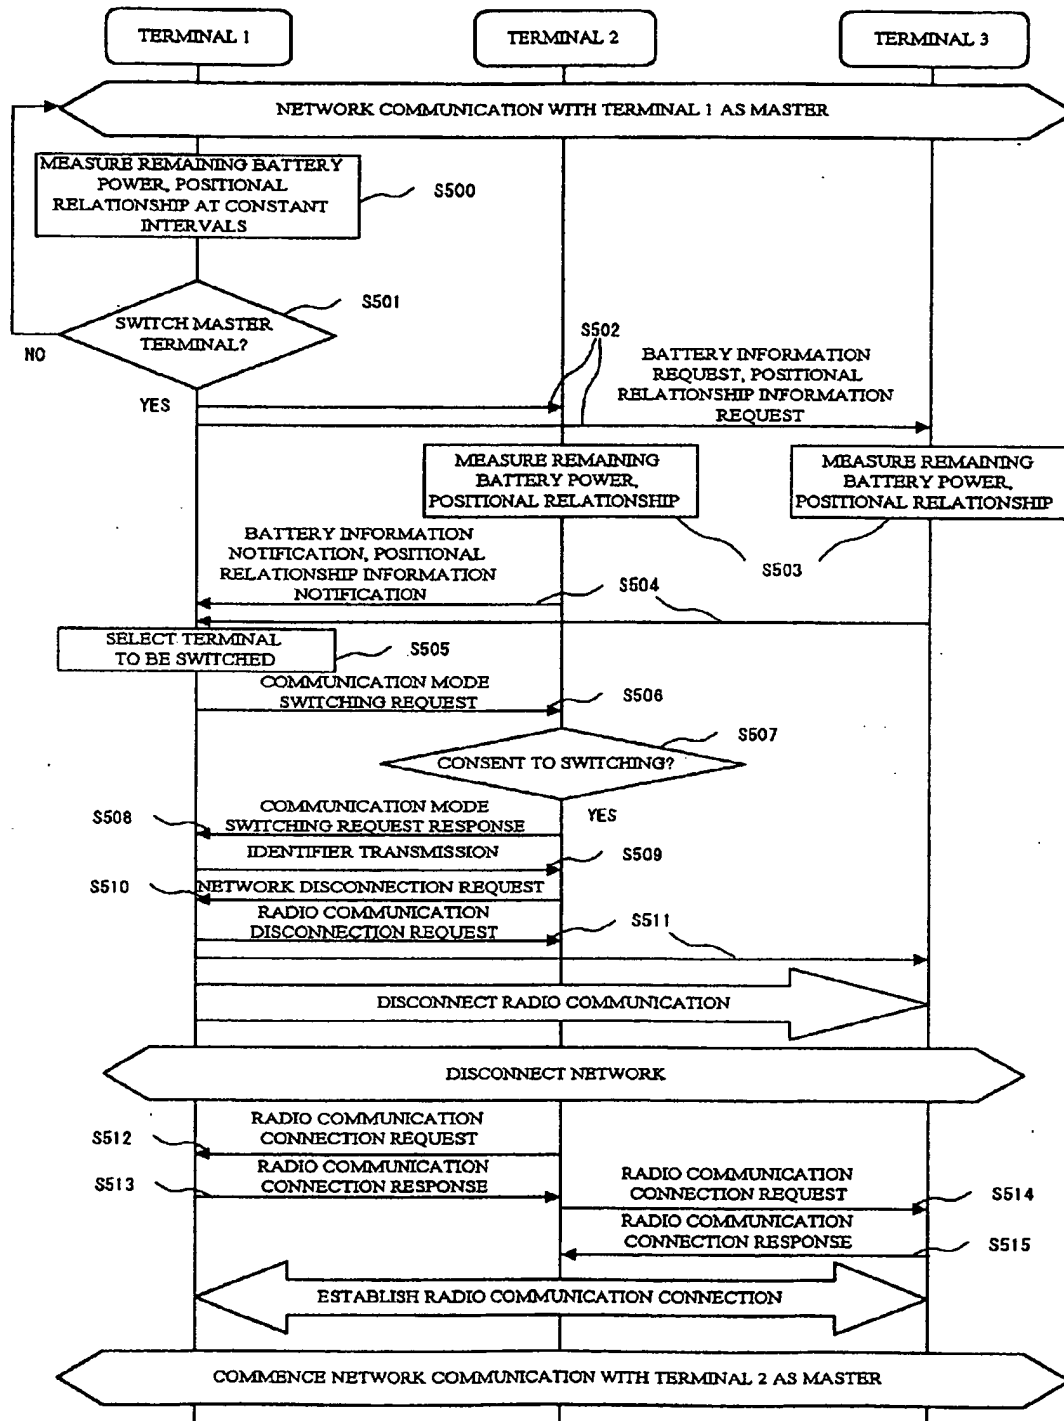 TERMINAL 1
TERMINAL 2
TERMINAL 3
NETWORK COMMUNICATION WITH TERMINAL 1 AS MASTER
MEASURE REMAINING BATTERY
POWER, POSITIONAL
RELATIONSHIP AT CONSTANT
INTERVALS
S500
S501
SWITCH MASTER
TERMINAL?
NO
YES
S502
BATTERY INFORMATION
REQUEST, POSITIONAL
RELATIONSHIP INFORMATION
REQUEST
MEASURE REMAINING
BATTERY POWER,
POSITIONAL RELATIONSHIP
MEASURE REMAINING
BATTERY POWER,
POSITIONAL RELATIONSHIP
S503
BATTERY INFORMATION
NOTIFICATION, POSITIONAL
RELATIONSHIP INFORMATION
NOTIFICATION
S504
SELECT TERMINAL
TO BE SWITCHED
S505
COMMUNICATION MODE
SWITCHING REQUEST
S506
S507
CONSENT TO SWITCHING?
YES
S508
COMMUNICATION MODE
SWITCHING REQUEST RESPONSE
IDENTIFIER TRANSMISSION
S509
S510
NETWORK DISCONNECTION REQUEST
RADIO COMMUNICATION
DISCONNECTION REQUEST
S511
DISCONNECT RADIO COMMUNICATION
DISCONNECT NETWORK
S512
RADIO COMMUNICATION
CONNECTION REQUEST
S513
RADIO COMMUNICATION
CONNECTION RESPONSE
RADIO COMMUNICATION
CONNECTION REQUEST
S514
RADIO COMMUNICATION
CONNECTION RESPONSE
S515
ESTABLISH RADIO COMMUNICATION CONNECTION
COMMENCE NETWORK COMMUNICATION WITH TERMINAL 2 AS MASTER